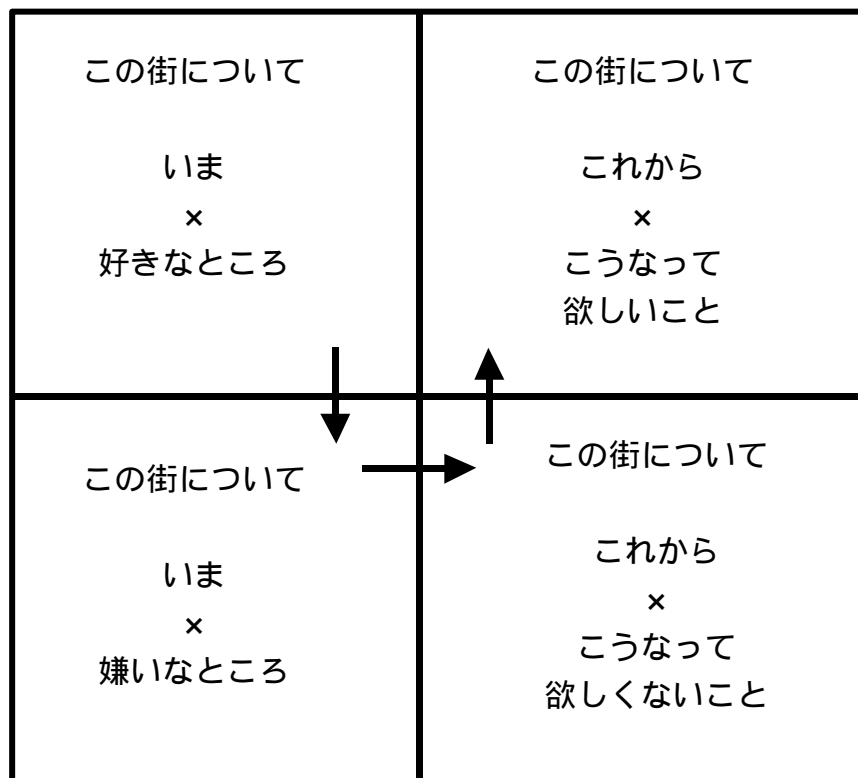 この街について
いま
×
好きなところ
この街について
これから
×
こうなって
欲しいこと
この街について
いま
×
嫌いなところ
この街について
これから
×
こうなって
欲しくないこと